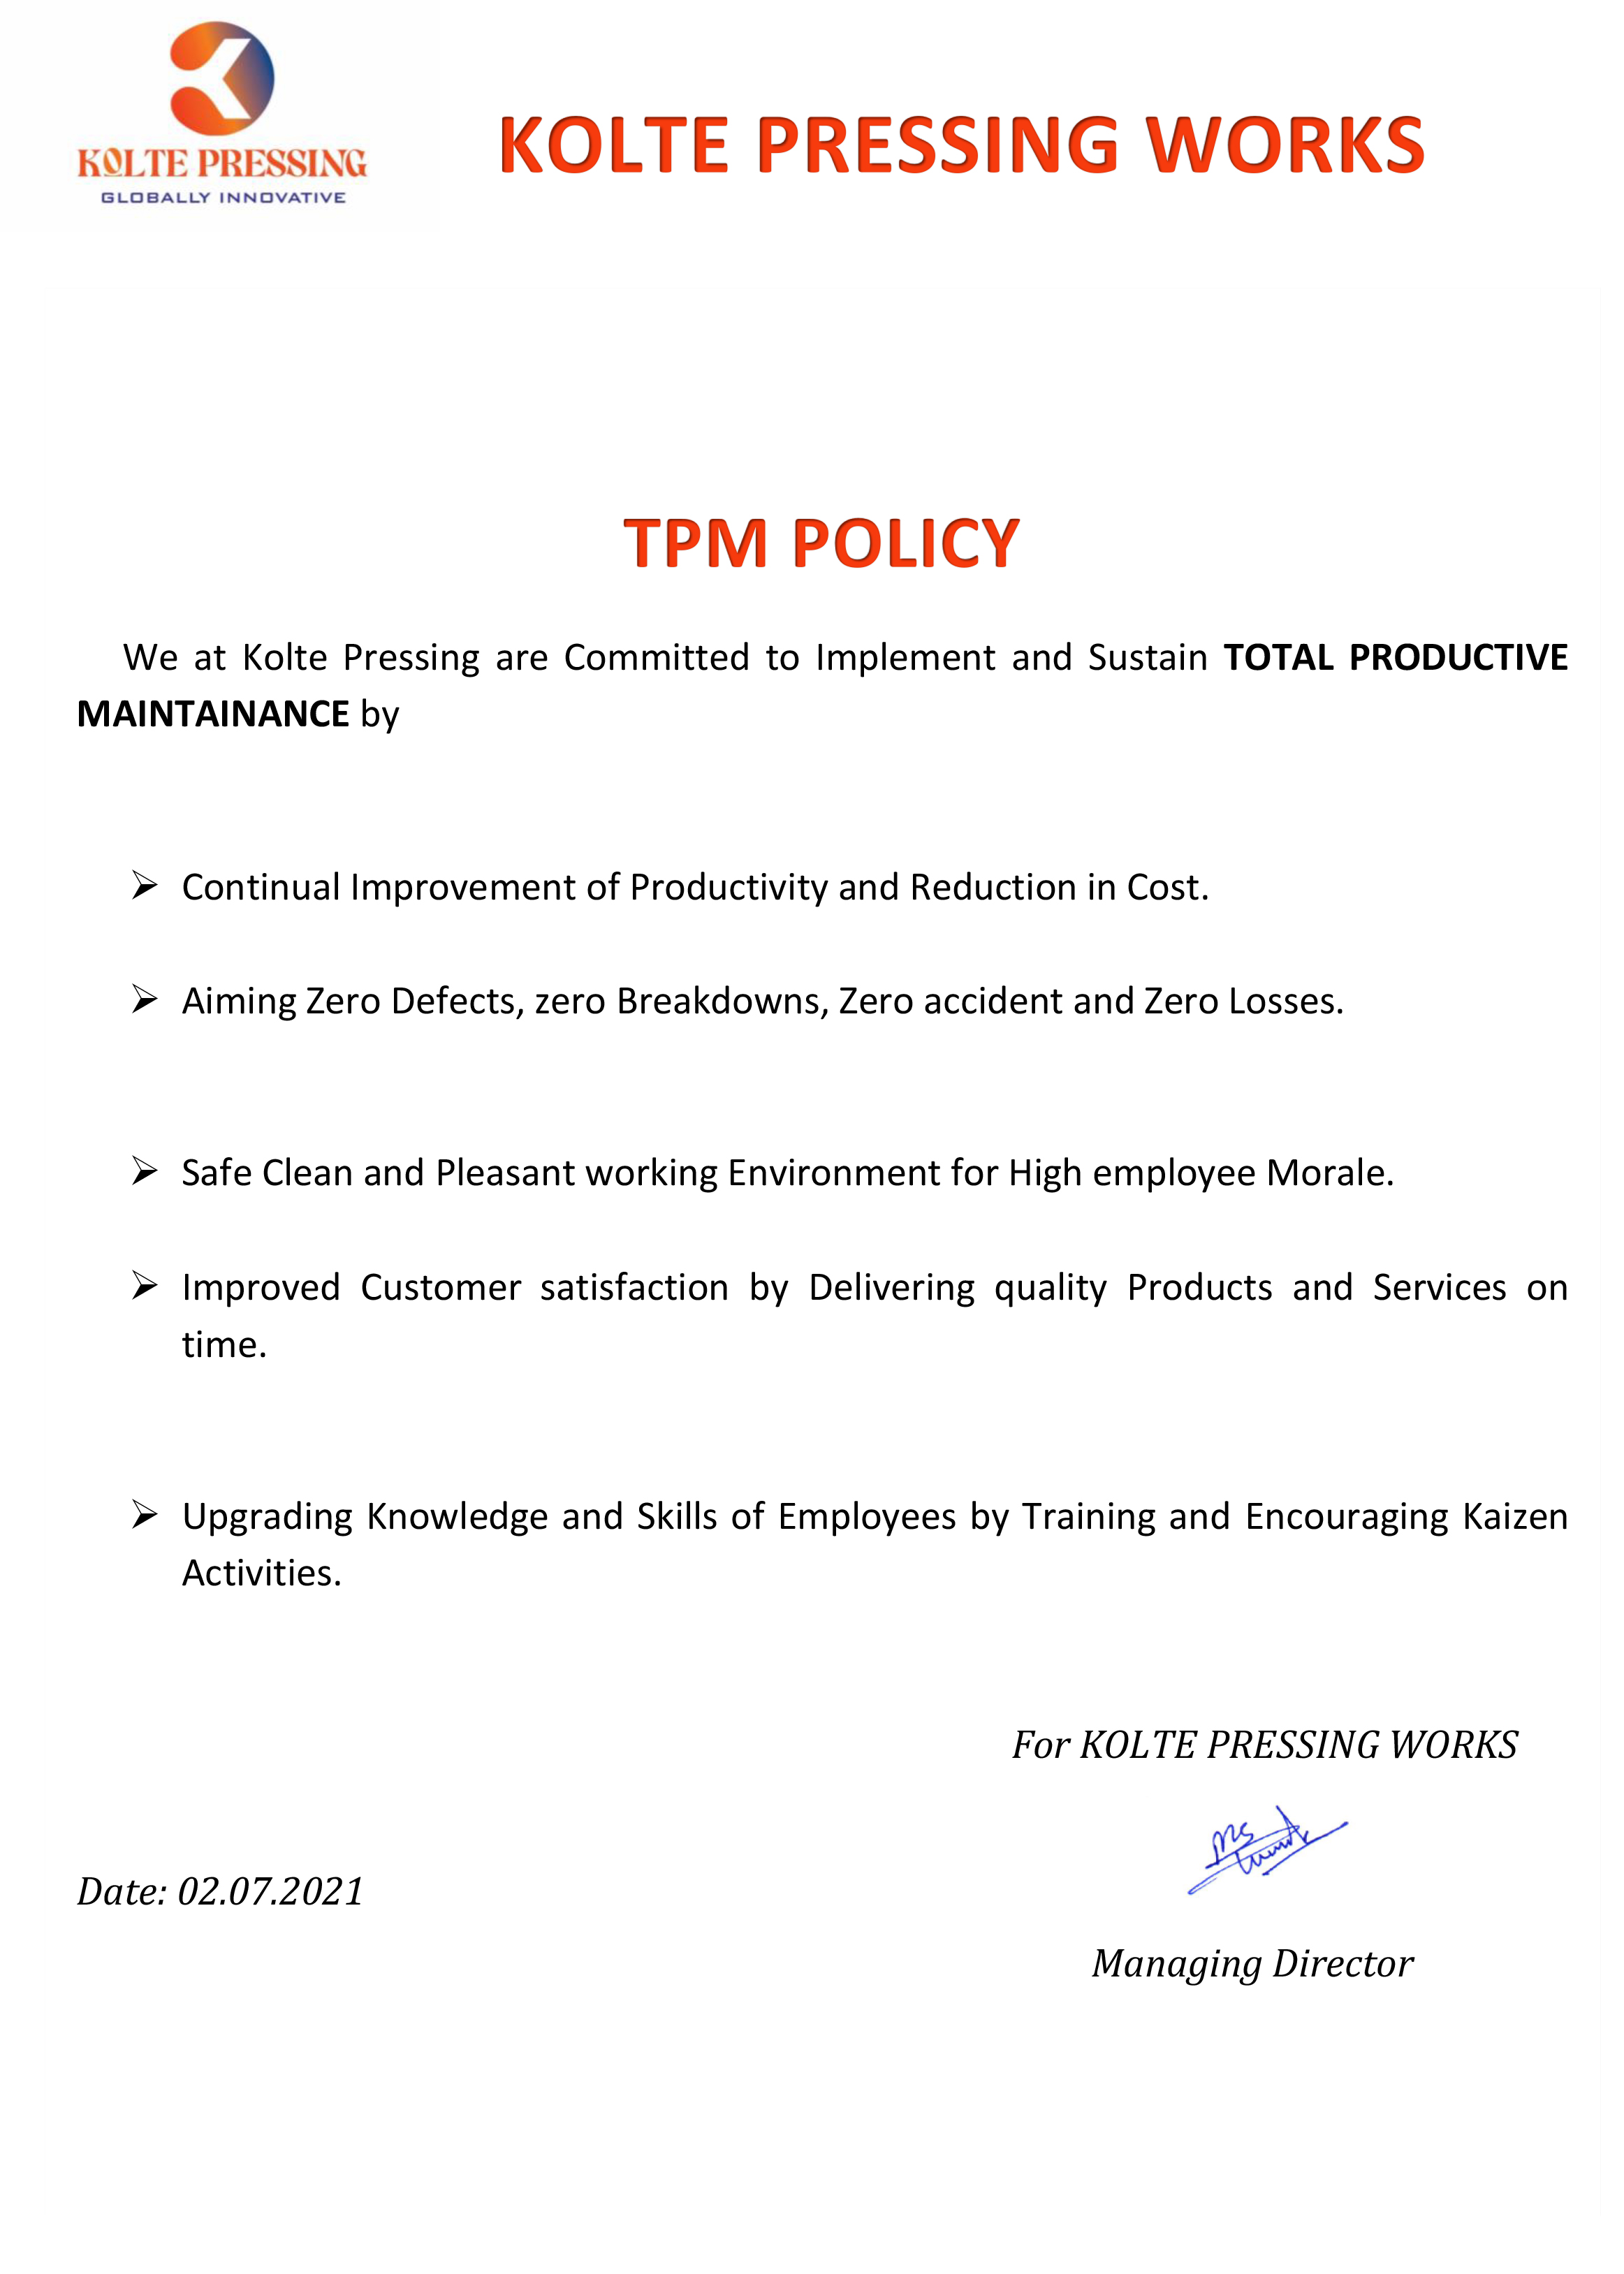 KOLTE PRESSING
GLOBALLY INNOVATIVE
KOLTE PRESSING WORKS
TPM POLICY
We at Kolte Pressing are Committed to Implement and Sustain TOTAL PRODUCTIVE
MAINTAINANCE by
➢ Continual Improvement of Productivity and Reduction in Cost.
➢ Aiming Zero Defects, zero Breakdowns, Zero accident and Zero Losses.
➢ Safe Clean and Pleasant working Environment for High employee Morale.
➢ Improved Customer satisfaction by Delivering quality Products and Services on
time.
➢ Upgrading Knowledge and Skills of Employees by Training and Encouraging Kaizen
Activities.
For KOLTE PRESSING WORKS
Date: 02.07.2021
Managing Director